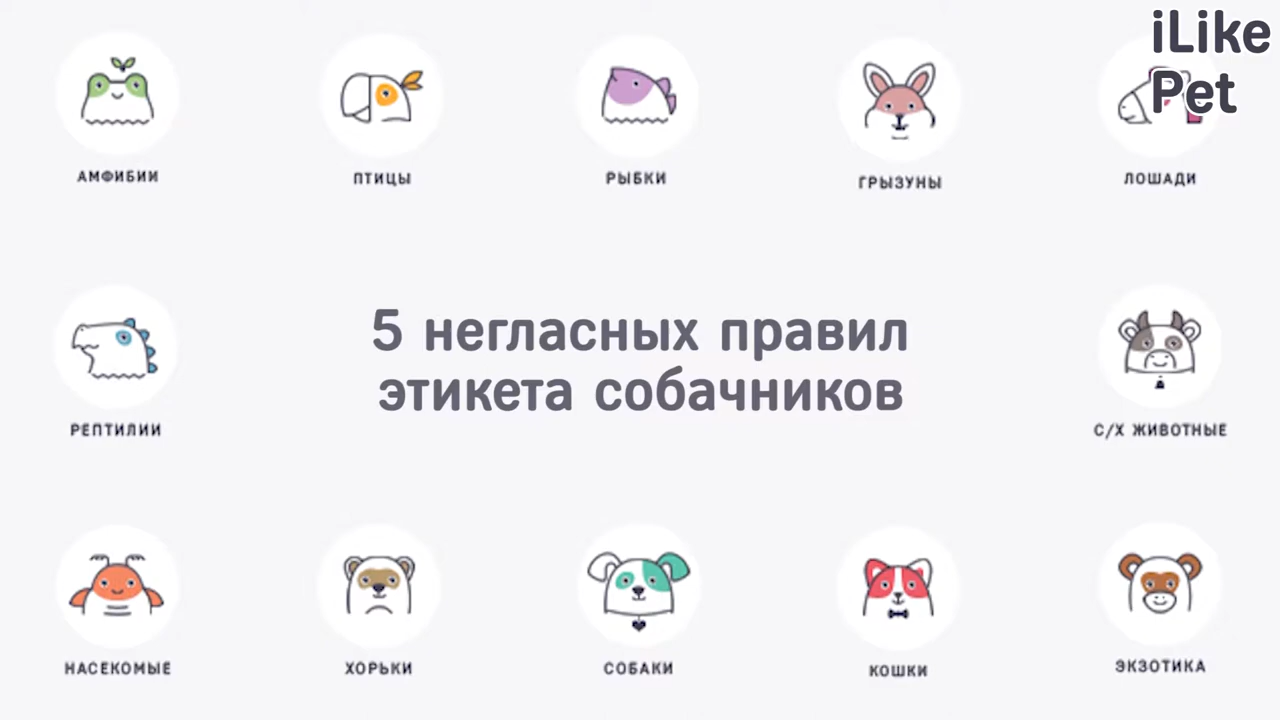 iLike
Pet
АМФИБИИ
ПТИЦЫ
РЫБКИ
ГРЫЗУНЫ
ЛОШАДИ
5 негласных правил
этикета собачников
РЕПТИЛИИ
С/Х ЖИВОТНЫЕ
НАСЕКОМЫЕ
ХОРЬКИ
СОБАКИ
КОШКИ
ЭКЗОТИКА